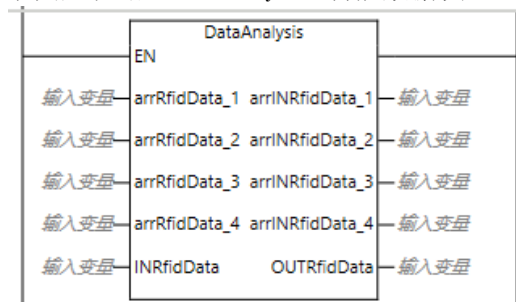 DataAnalysis
EN
输入变量 arrRfidData_1 arrINRfidData_1 输入变量
输入变量 arrRfidData_2 arrINRfidData_2 输入变量
输入变量 arrRfidData_3 arrINRfidData_3 输入变量
输入变量 arrRfidData_4 arrINRfidData_4 输入变量
输入变量 INRfidData OUTRfidData 输入变量